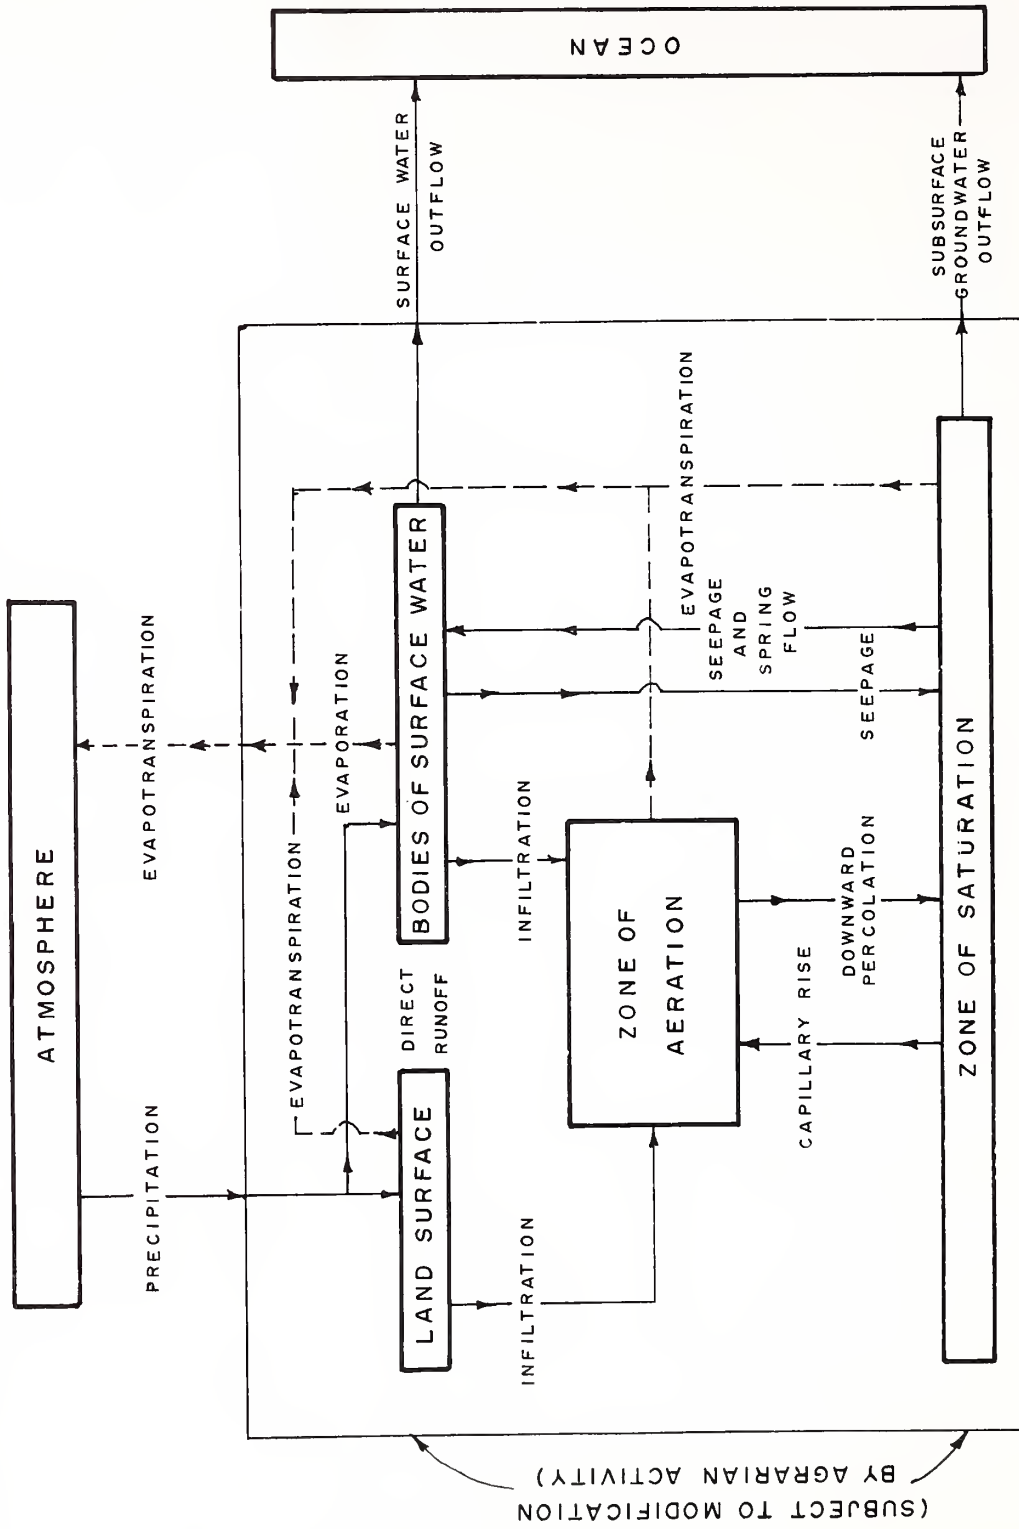 ATMOSPHERE
PRECIPITATION
EVAPOTRANSPIRATION
EVAPOTRANSPIRATION
EVAPORATION
LAND SURFACE
DIRECT
RUNOFF
BODIES OF SURFACE WATER
SURFACE WATER
OUTFLOW
OCEAN
INFILTRATION
INFILTRATION
ZONE OF
AERATION
EVAPOTRANSPIRATION
SEEPAGE
AND
SPRING
FLOW
SEEPAGE
CAPILLARY RISE
DOWNWARD
PERCOLATION
ZONE OF SATURATION
SUBSURFACE
GROUNDWATER
OUTFLOW
(SUBJECT TO MODIFICATION
BY AGRARIAN ACTIVITY)